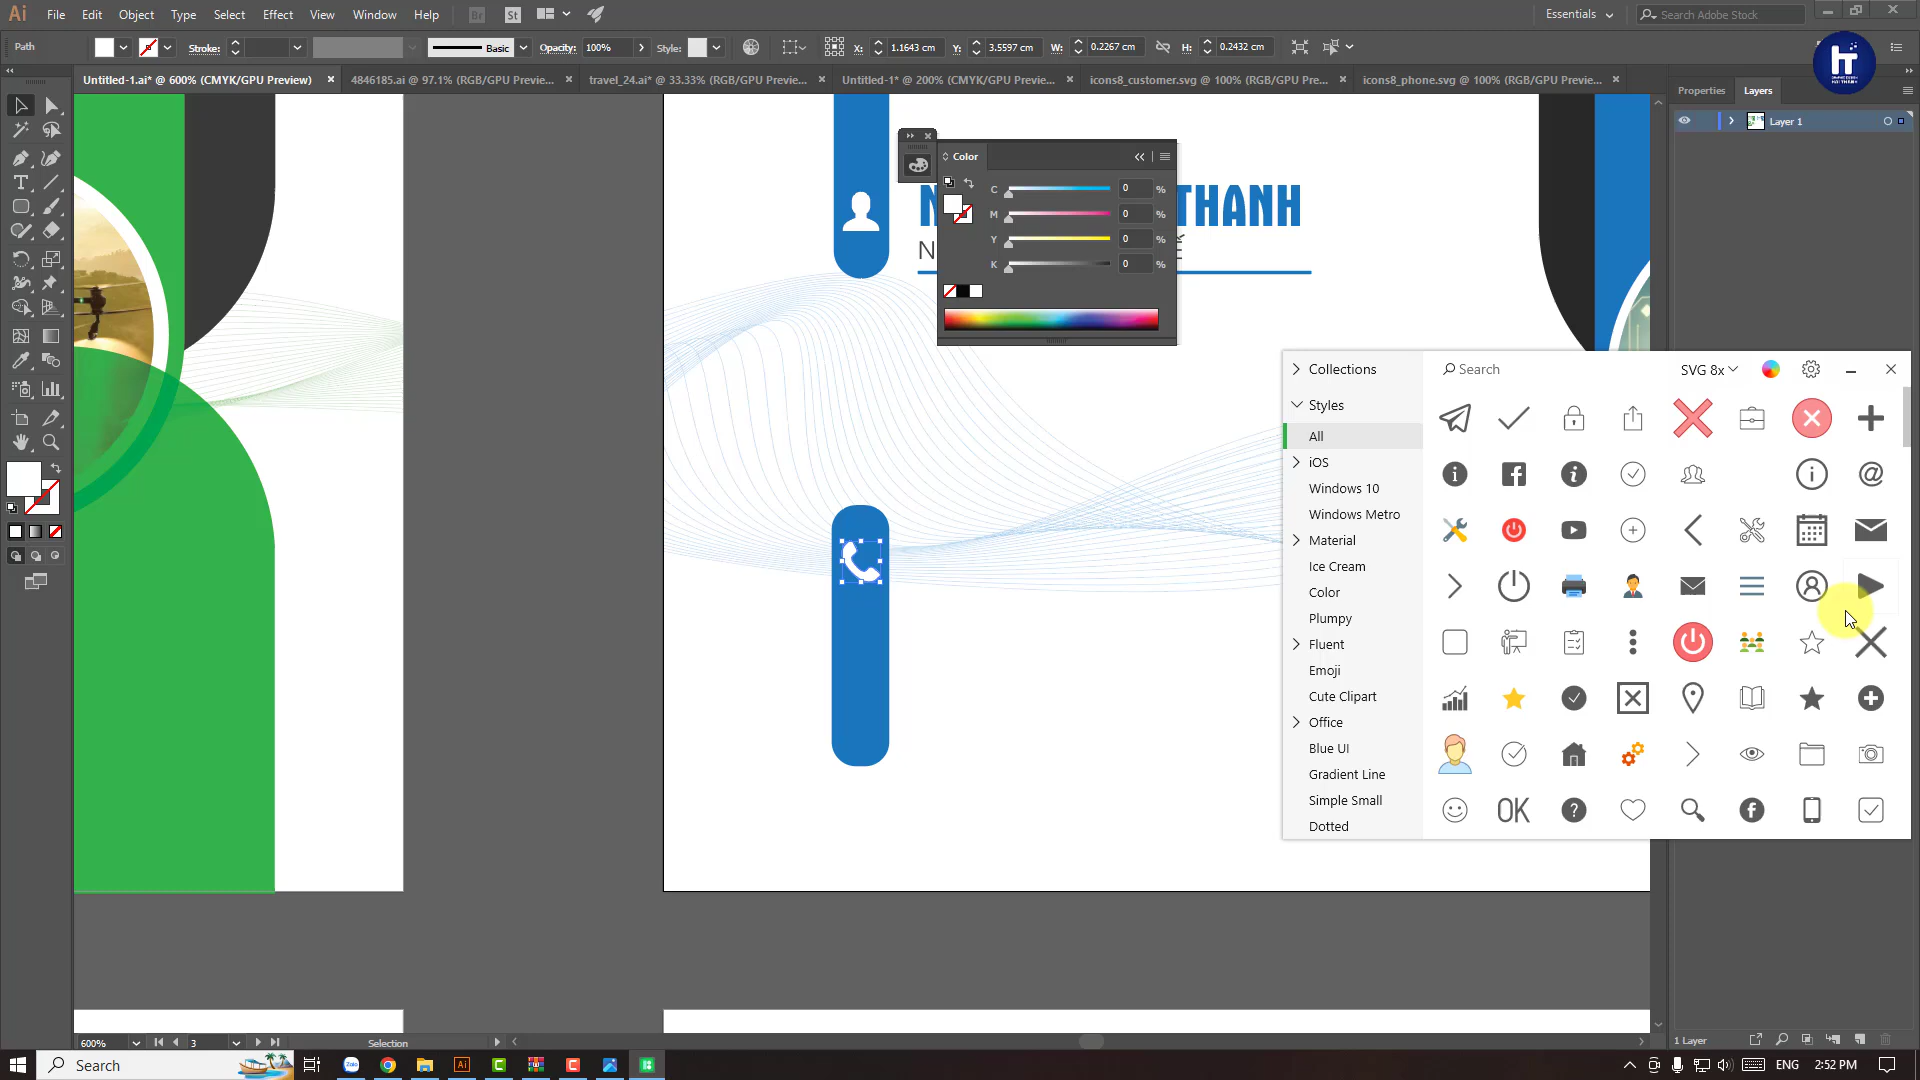 Ai File Edit Object Type Select Effect View Window Help Br St Essentials Search Adobe Stock
Path Stroke: Basic Opacity: 100% Style: X: 1.1643 cm Y: 3.5597 cm W: 0.2267 cm H: 0.2432 cm
Untitled-1.ai* @ 600% (CMYK/GPU Preview) 4846185.ai @ 97.1% (RGB/GPU Previe... travel_24.ai* @ 33.33% (RGB/GPU Previe... Untitled-1* @ 200% (CMYK/GPU Preview) icons8_customer.svg @ 100% (RGB/GPU Previe... icons8_phone.svg @ 100% (RGB/GPU Previe...
Properties Layers
Layer 1
Color
C 0 %
M 0 %
Y 0 %
K 0 %
THANH
Collections
Search
SVG 8x
Styles
All
iOS
Windows 10
Windows Metro
Material
Ice Cream
Color
Plumpy
Fluent
Emoji
Cute Clipart
Office
Blue UI
Gradient Line
Simple Small
Dotted
OK
600% 3 Selection
1 Layer
Search
Zalo
Ai
ENG 2:52 PM